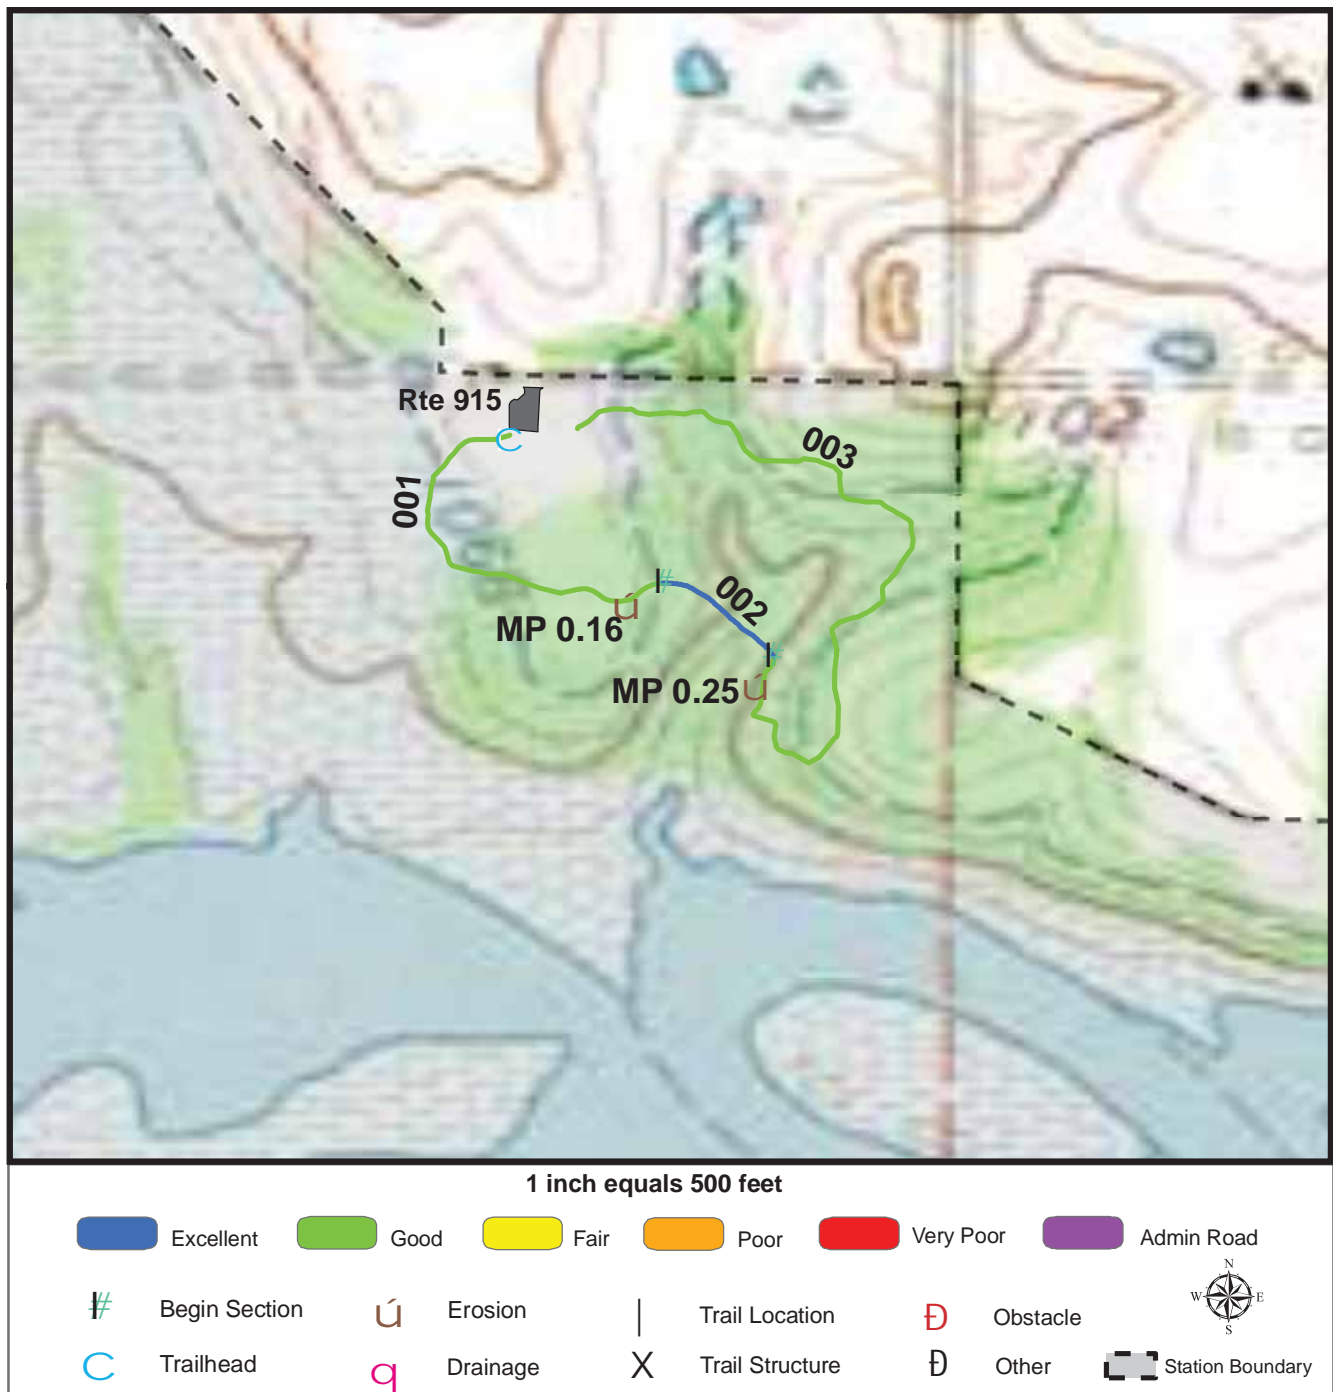 Rte 915
C
003
001
#
002
ú
MP 0.16
#
MP 0.25 ú
1 inch equals 500 feet
Excellent Good Fair Poor Very Poor Admin Road
N
W E
S
# Begin Section ú Erosion | Trail Location Đ Obstacle
C Trailhead q Drainage X Trail Structure Đ Other Station Boundary